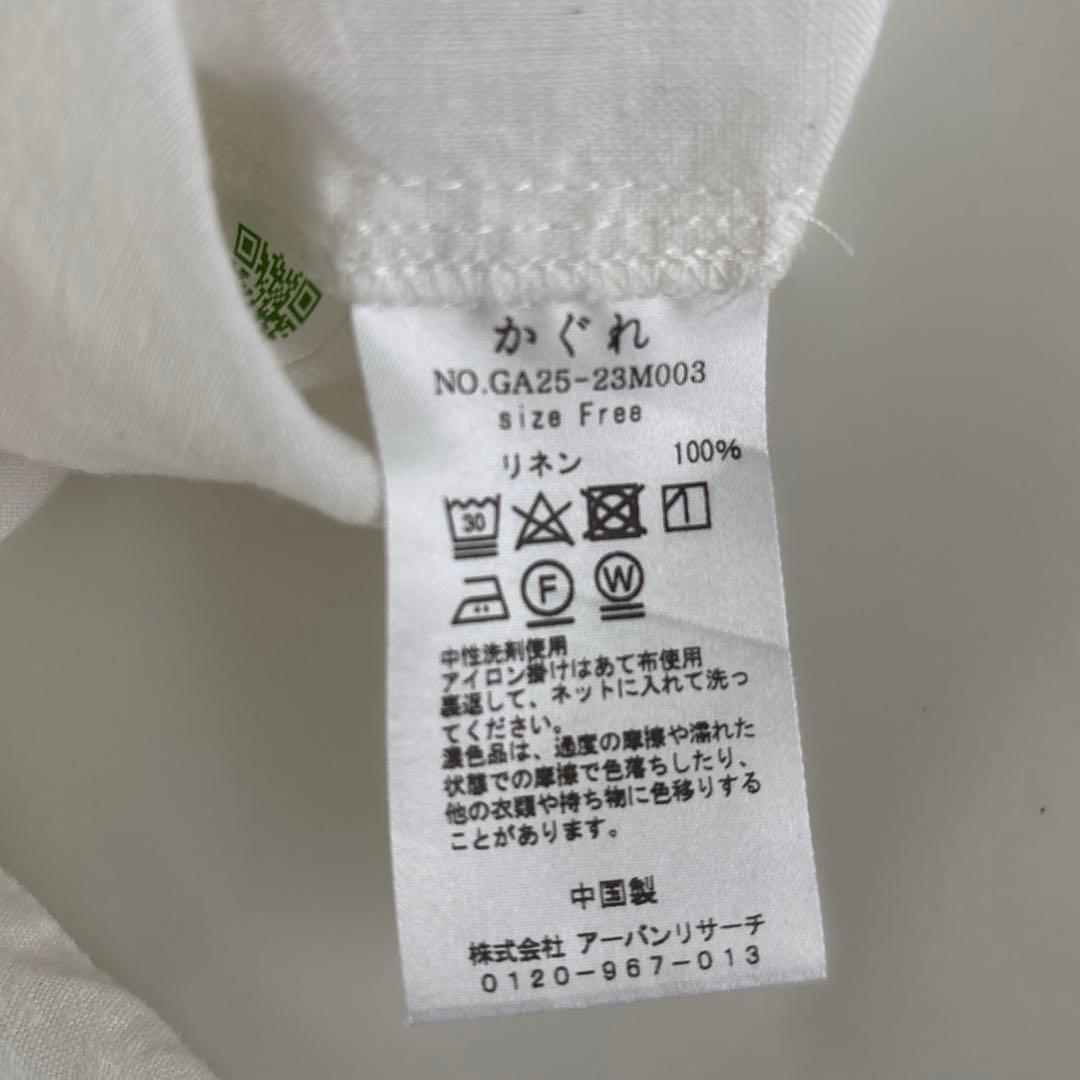 かぐれ
NO.GA25-23M003
size Free
リネン 100%
30
F W
中性洗剤使用
アイロン掛けはあて布使用
裏返して、ネットに入れて洗っ
てください。
濃色品は、過度の摩擦や濡れた
状態での摩擦で色落ちしたり、
他の衣類や持ち物に色移りする
ことがあります。
中国製
株式会社 アーバンリサーチ
0120-967-013